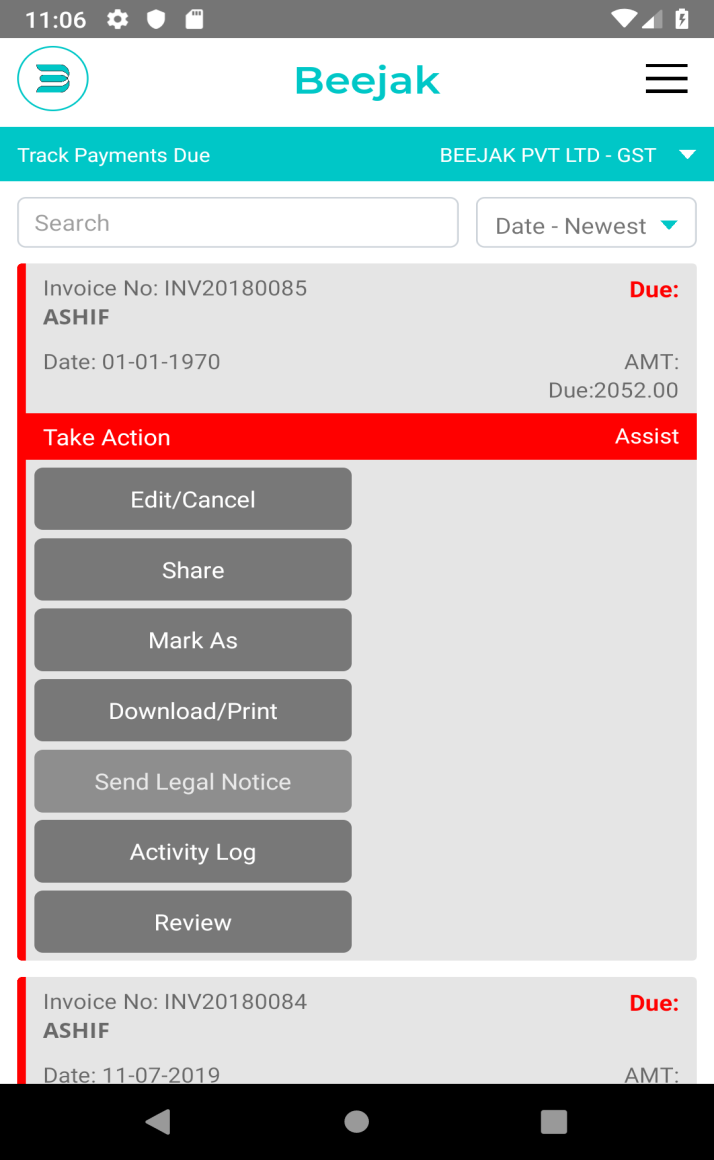 11:06
Beejak
Track Payments Due
BEEJAK PVT LTD - GST
Search
Date - Newest
Invoice No: INV20180085
Due:
ASHIF
Date: 01-01-1970
AMT:
Due:2052.00
Take Action
Assist
Edit/Cancel
Share
Mark As
Download/Print
Send Legal Notice
Activity Log
Review
Invoice No: INV20180084
Due:
ASHIF
Date: 11-07-2019
AMT: